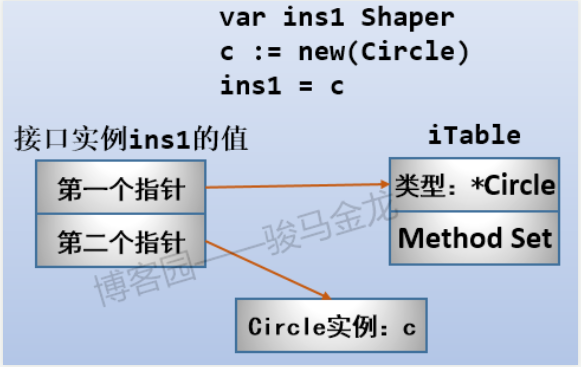 var ins1 Shaper
c := new(Circle)
ins1 = c
接口实例ins1的值
iTable
第一个指针
类型：*Circle
第二个指针
Method Set
博客园——骏马金龙
Circle实例：c